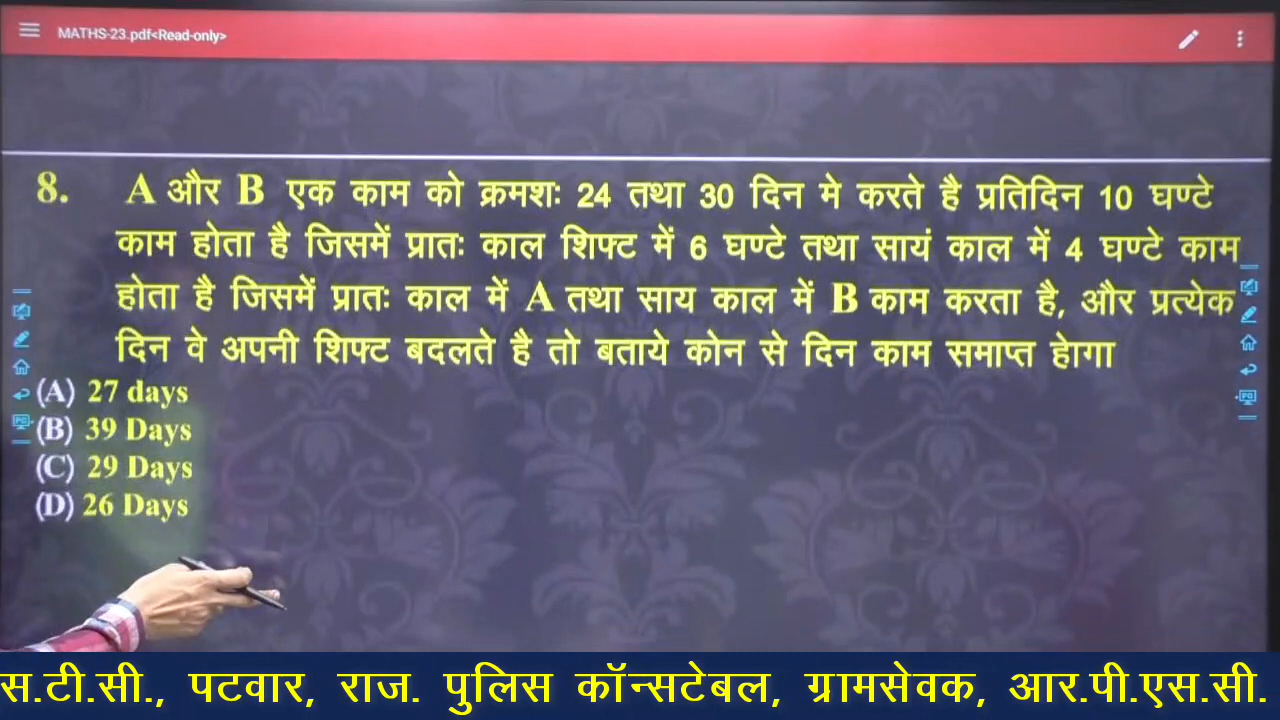 MATHS-23.pdf<Read-only>
8. A और B एक काम को क्रमशः 24 तथा 30 दिन मे करते है प्रतिदिन 10 घण्टे
काम होता है जिसमें प्रातः काल शिफ्ट में 6 घण्टे तथा सायं काल में 4 घण्टे काम
होता है जिसमें प्रातः काल में A तथा साय काल में B काम करता है, और प्रत्येक
दिन वे अपनी शिफ्ट बदलते है तो बताये कोन से दिन काम समाप्त हेागा
(A) 27 days
(B) 39 Days
(C) 29 Days
(D) 26 Days
स.टी.सी., पटवार, राज. पुलिस कॉन्सटेबल, ग्रामसेवक, आर.पी.एस.सी.